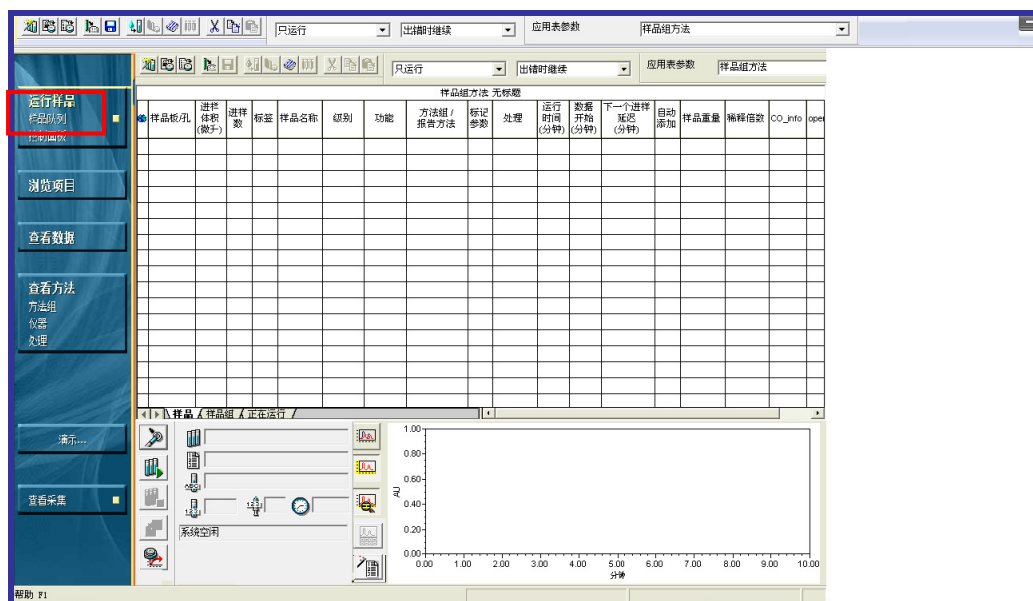 只运行 出错时继续 应用表参数 样品组方法
只运行 出错时继续 应用表参数 样品组方法
运行样品
样品队列
控制面板
浏览项目
查看数据
查看方法
方法组
仪器
处理
演示...
查看采集
样品组方法 无标题
样品板/孔 进样体积(微升) 进样数 标签 样品名称 级别 功能 方法组/报告方法 标记参数 处理 运行时间(分钟) 数据开始(分钟) 下一个进样延迟(分钟) 自动添加 样品重量 稀释倍数 CO_info oper
样品 样品组 正在运行
系统空闲
1.00
0.80
0.60
0.40
0.20
0.00
AU
0.00 1.00 2.00 3.00 4.00 5.00 6.00 7.00 8.00 9.00 10.00
分钟
帮助 F1